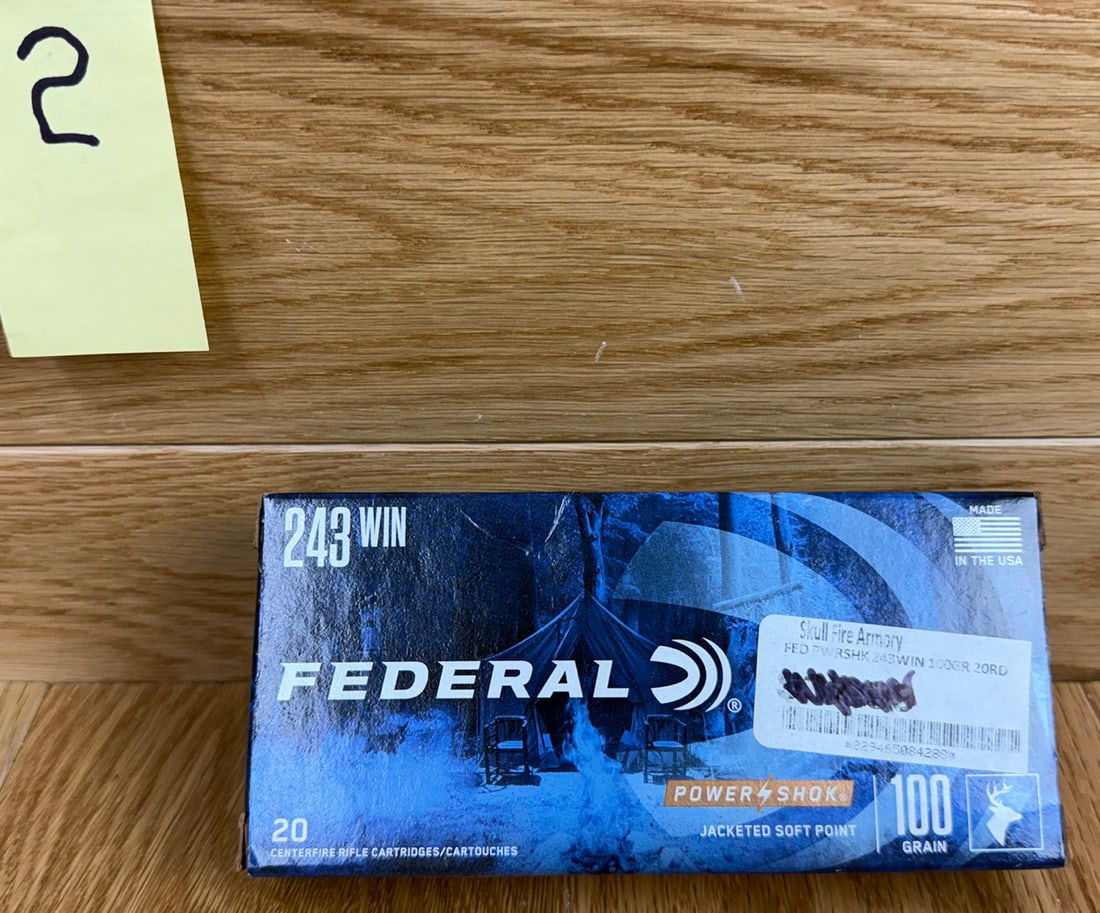 2
243 WIN
MADE
IN THE USA
Skull Fire Armory
FED PWRSHK 243WIN 100GR 20RD
FEDERAL ®
POWER SHOK®
JACKETED SOFT POINT
100
GRAIN
20
CENTERFIRE RIFLE CARTRIDGES/CARTOUCHES